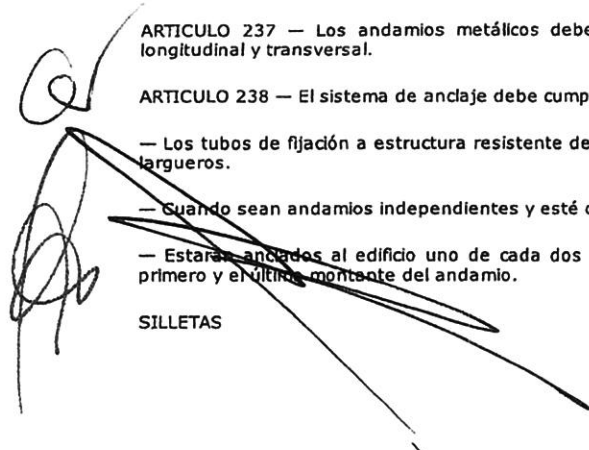 ARTICULO 237 — Los andamios metálicos debe
longitudinal y transversal.
ARTICULO 238 — El sistema de anclaje debe cump
— Los tubos de fijación a estructura resistente de
largueros.
— Cuando sean andamios independientes y esté
— Estarán anclados al edificio uno de cada dos
primero y el último montante del andamio.
SILLETAS